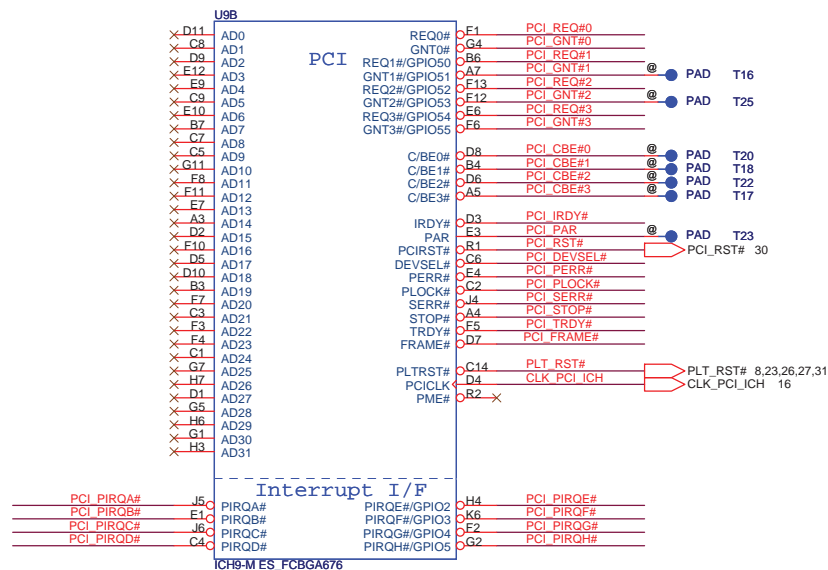 U9B
PCI
D11 AD0 REQ0# F1 PCI_REQ#0
C8 AD1 GNT0# G4 PCI_GNT#0
D9 AD2 REQ1#/GPIO50 B6 PCI_REQ#1
E12 AD3 GNT1#/GPIO51 A7 PCI_GNT#1 @ PAD T16
E9 AD4 REQ2#/GPIO52 F13 PCI_REQ#2
C9 AD5 GNT2#/GPIO53 F12 PCI_GNT#2 @ PAD T25
E10 AD6 REQ3#/GPIO54 E6 PCI_REQ#3
B7 AD7 GNT3#/GPIO55 F6 PCI_GNT#3
C7 AD8
C5 AD9 C/BE0# D8 PCI_CBE#0 @ PAD T20
G11 AD10 C/BE1# B4 PCI_CBE#1 @ PAD T18
F8 AD11 C/BE2# D6 PCI_CBE#2 @ PAD T22
F11 AD12 C/BE3# A5 PCI_CBE#3 @ PAD T17
E7 AD13
A3 AD14 IRDY# D3 PCI_IRDY#
D2 AD15 PAR E3 PCI_PAR @ PAD T23
F10 AD16 PCIRST# R1 PCI_RST# PCI_RST# 30
D5 AD17 DEVSEL# C6 PCI_DEVSEL#
D10 AD18 PERR# E4 PCI_PERR#
B3 AD19 PLOCK# C2 PCI_PLOCK#
F7 AD20 SERR# J4 PCI_SERR#
C3 AD21 STOP# A4 PCI_STOP#
F3 AD22 TRDY# F5 PCI_TRDY#
F4 AD23 FRAME# D7 PCI_FRAME#
C1 AD24
G7 AD25 PLTRST# C14 PLT_RST# PLT_RST# 8,23,26,27,31
H7 AD26 PCICLK D4 CLK_PCI_ICH CLK_PCI_ICH 16
D1 AD27 PME# R2
G5 AD28
H6 AD29
G1 AD30
H3 AD31
Interrupt I/F
PCI_PIRQA# J5 PIRQA# PIRQE#/GPIO2 H4 PCI_PIRQE#
PCI_PIRQB# E1 PIRQB# PIRQF#/GPIO3 K6 PCI_PIRQF#
PCI_PIRQC# J6 PIRQC# PIRQG#/GPIO4 F2 PCI_PIRQG#
PCI_PIRQD# C4 PIRQD# PIRQH#/GPIO5 G2 PCI_PIRQH#
ICH9-M ES_FCBGA676